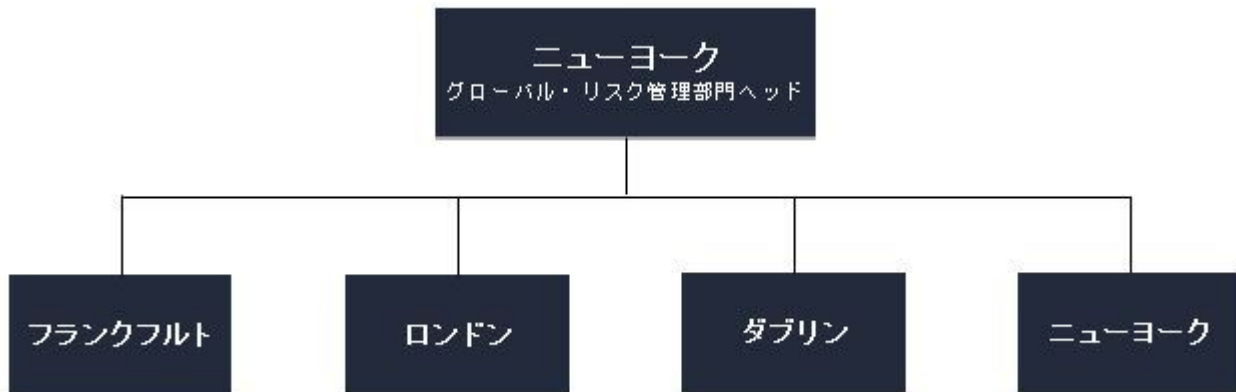 ニューヨーク
グローバル・リスク管理部門ヘッド
フランクフルト
ロンドン
ダブリン
ニューヨーク